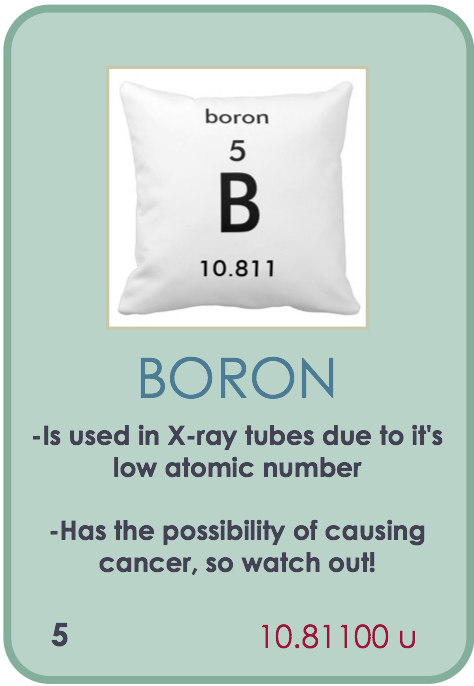 boron
5
B
10.811
BORON
-Is used in X-ray tubes due to it's
low atomic number
-Has the possibility of causing
cancer, so watch out!
5
10.81100 u